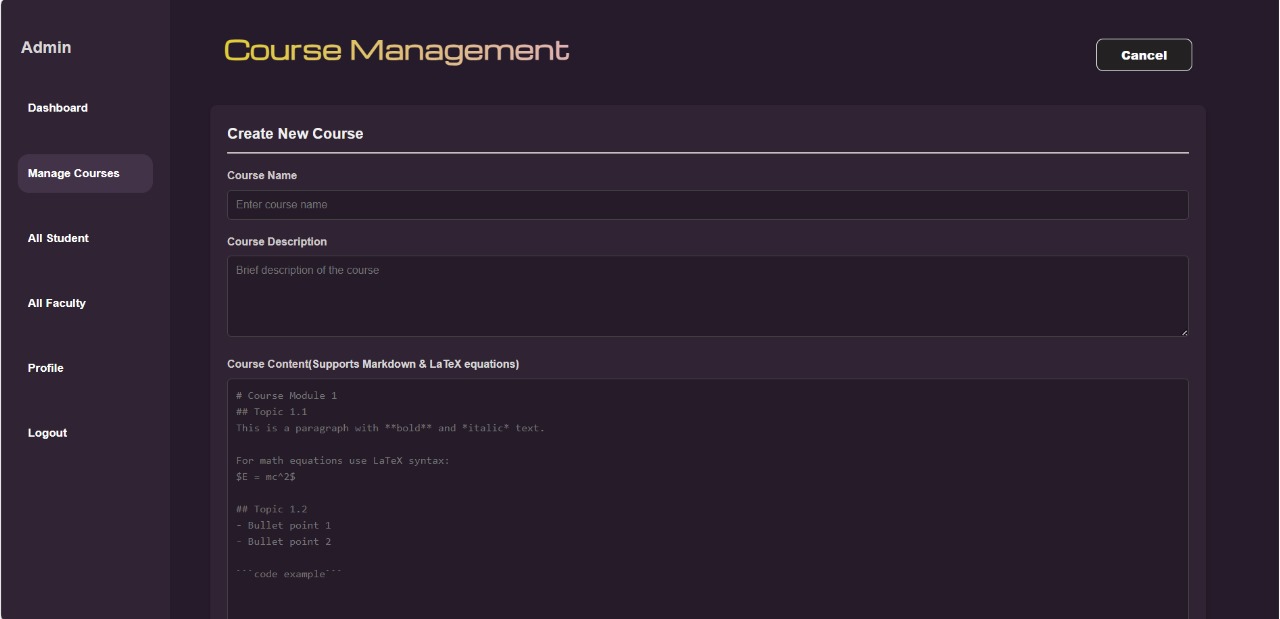 Admin
Dashboard
Manage Courses
All Student
All Faculty
Profile
Logout
Course Management
Cancel
Create New Course
Course Name
Enter course name
Course Description
Brief description of the course
Course Content(Supports Markdown & LaTeX equations)
# Course Module 1
## Topic 1.1
This is a paragraph with **bold** and *italic* text.
For math equations use LaTeX syntax:
$E = mc^2$
## Topic 1.2
- Bullet point 1
- Bullet point 2
```code example```